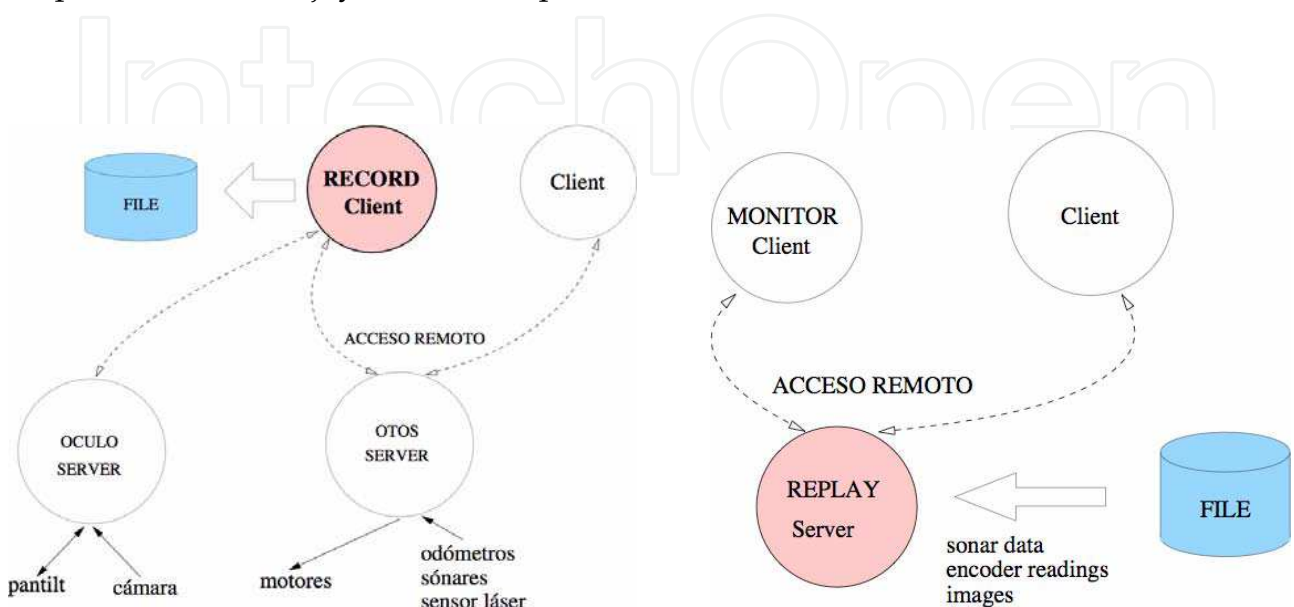 IntechOpen
RECORD
Client
FILE
Client
ACCESO REMOTO
OCULO
SERVER
OTOS
SERVER
pantilt
cámara
motores
odómetros
sónares
sensor láser
MONITOR
Client
Client
ACCESO REMOTO
REPLAY
Server
FILE
sonar data
encoder readings
images